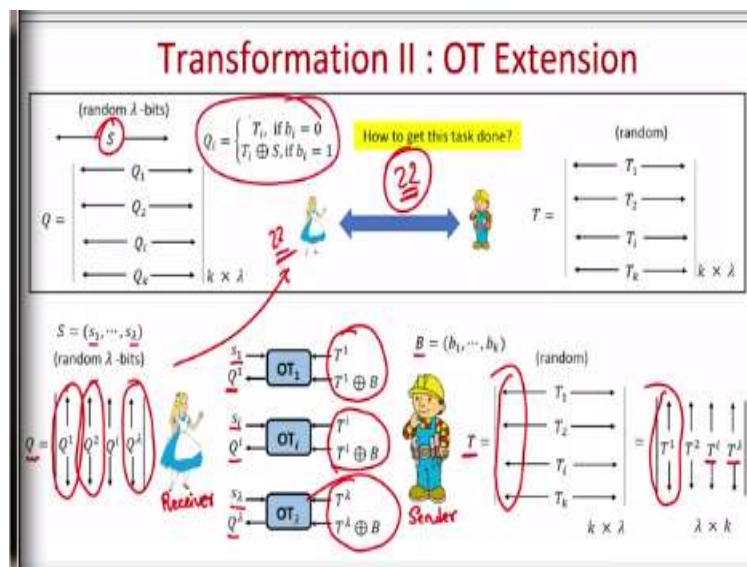 Transformation II : OT Extension
(random λ-bits)
S
Q_i = { T_i, if b_i = 0
T_i ⊕ S, if b_i = 1
How to get this task done?
??
??
(random)
Q =
Q_1
Q_2
Q_i
Q_k
k × λ
T =
T_1
T_2
T_i
T_k
k × λ
S = (s_1, ⋯, s_λ)
(random λ-bits)
Q = Q^1 Q^2 Q^i Q^λ
Receiver
s_1 OT_1 T^1
Q^1 T^1 ⊕ B
s_i OT_i T^i
Q^i T^i ⊕ B
s_λ OT_λ T^λ
Q^λ T^λ ⊕ B
Sender
B = (b_1, ⋯, b_k)
(random)
T =
T_1
T_2
T_i
T_k
k × λ
= T^1 T^2 T^i T^λ
λ × k